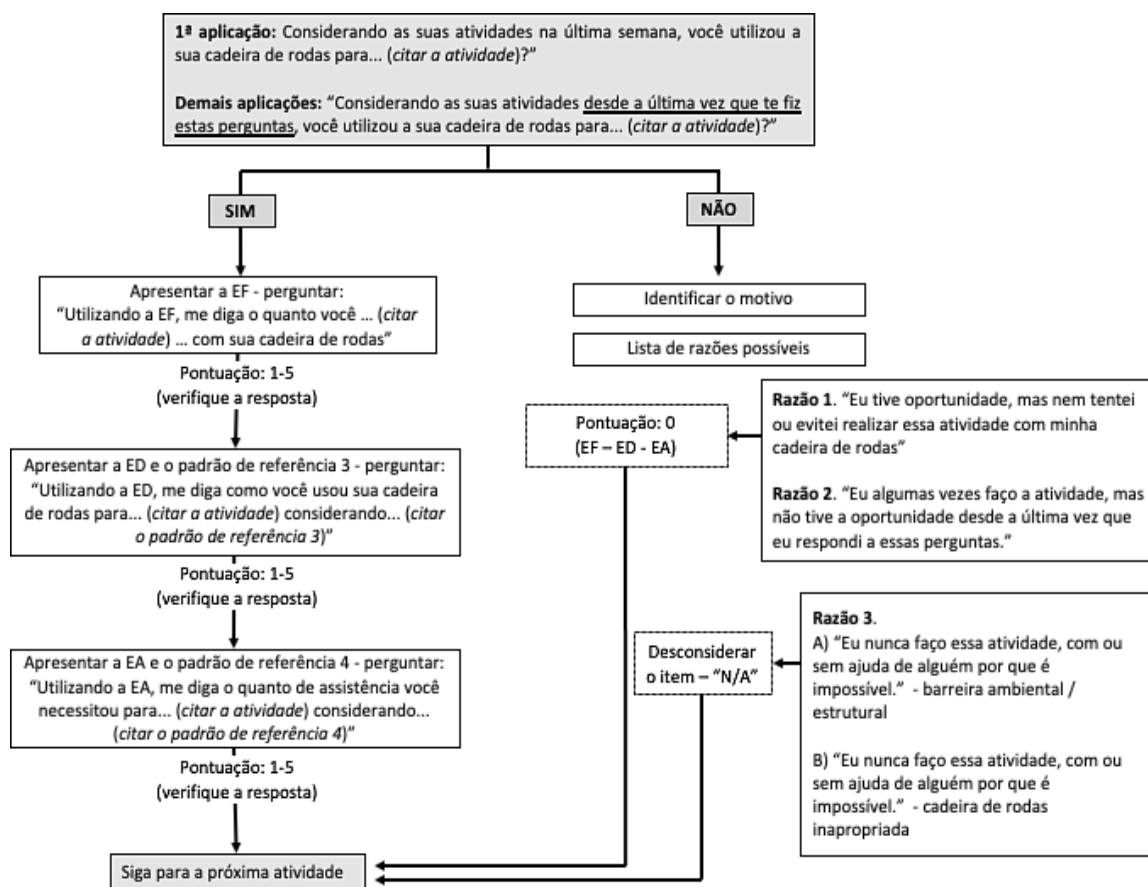 1ª aplicação: Considerando as suas atividades na última semana, você utilizou a
sua cadeira de rodas para... (citar a atividade)?”
Demais aplicações: “Considerando as suas atividades desde a última vez que te fiz
estas perguntas, você utilizou a sua cadeira de rodas para... (citar a atividade)?”
SIM
NÃO
Apresentar a EF - perguntar:
“Utilizando a EF, me diga o quanto você ... (citar
a atividade) ... com sua cadeira de rodas”
Pontuação: 1-5
(verifique a resposta)
Apresentar a ED e o padrão de referência 3 - perguntar:
“Utilizando a ED, me diga como você usou sua cadeira
de rodas para... (citar a atividade) considerando... (citar
o padrão de referência 3)”
Pontuação: 1-5
(verifique a resposta)
Apresentar a EA e o padrão de referência 4 - perguntar:
“Utilizando a EA, me diga o quanto de assistência você
necessitou para... (citar a atividade) considerando...
(citar o padrão de referência 4)”
Pontuação: 1-5
(verifique a resposta)
Siga para a próxima atividade
Identificar o motivo
Lista de razões possíveis
Pontuação: 0
(EF – ED - EA)
Razão 1. “Eu tive oportunidade, mas nem tentei
ou evitei realizar essa atividade com minha
cadeira de rodas”
Razão 2. “Eu algumas vezes faço a atividade, mas
não tive a oportunidade desde a última vez que
eu respondi a essas perguntas.”
Desconsiderar
o item – “N/A”
Razão 3.
A) “Eu nunca faço essa atividade, com ou
sem ajuda de alguém por que é
impossível.” - barreira ambiental /
estrutural
B) “Eu nunca faço essa atividade, com ou
sem ajuda de alguém por que é
impossível.” - cadeira de rodas
inapropriada